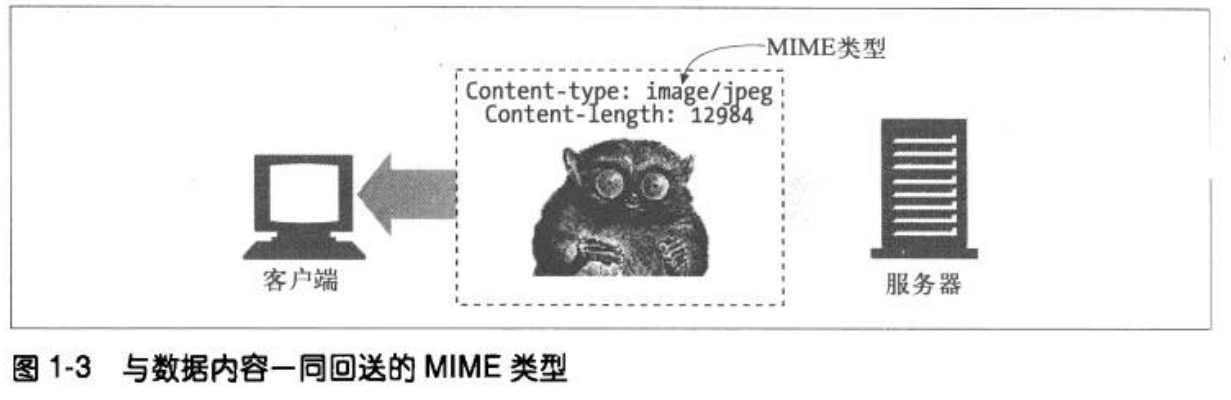 MIME类型
Content-type: image/jpeg
Content-length: 12984
客户端
服务器
图 1-3 与数据内容一同回送的 MIME 类型